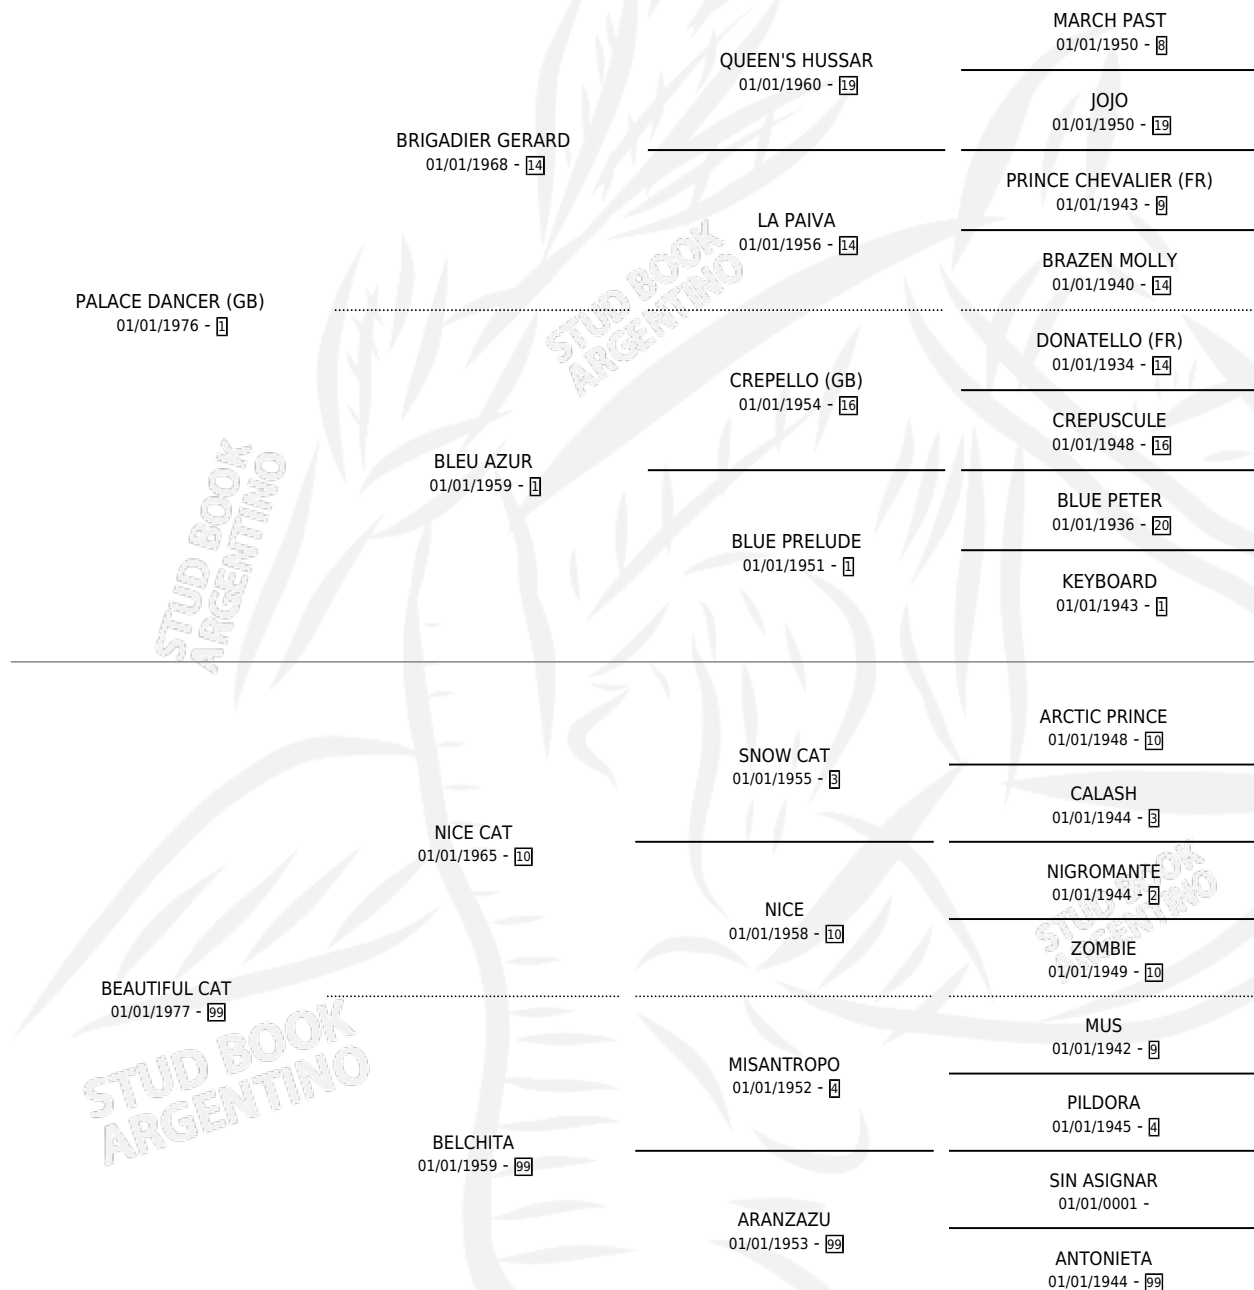 MARCH PAST
01/01/1950 - 8
QUEEN'S HUSSAR
01/01/1960 - 19
JOJO
01/01/1950 - 19
BRIGADIER GERARD
01/01/1968 - 14
PRINCE CHEVALIER (FR)
01/01/1943 - 9
LA PAIVA
01/01/1956 - 14
BRAZEN MOLLY
01/01/1940 - 14
PALACE DANCER (GB)
01/01/1976 - 1
DONATELLO (FR)
01/01/1934 - 14
CREPELLO (GB)
01/01/1954 - 16
CREPUSCULE
01/01/1948 - 16
BLEU AZUR
01/01/1959 - 1
BLUE PETER
01/01/1936 - 20
BLUE PRELUDE
01/01/1951 - 1
KEYBOARD
01/01/1943 - 1
STUD BOOK
ARGENTINO
STUD BOOK
ARGENTINO
ARCTIC PRINCE
01/01/1948 - 10
SNOW CAT
01/01/1955 - 3
CALASH
01/01/1944 - 3
NICE CAT
01/01/1965 - 10
NIGROMANTE
01/01/1944 - 2
NICE
01/01/1958 - 10
ZOMBIE
01/01/1949 - 10
BEAUTIFUL CAT
01/01/1977 - 99
MUS
01/01/1942 - 9
MISANTROPO
01/01/1952 - 4
PILDORA
01/01/1945 - 4
BELCHITA
01/01/1959 - 99
SIN ASIGNAR
01/01/0001 -
ARANZAZU
01/01/1953 - 99
ANTONIETA
01/01/1944 - 99
STUD BOOK
ARGENTINO
STUD BOOK
ARGENTINO